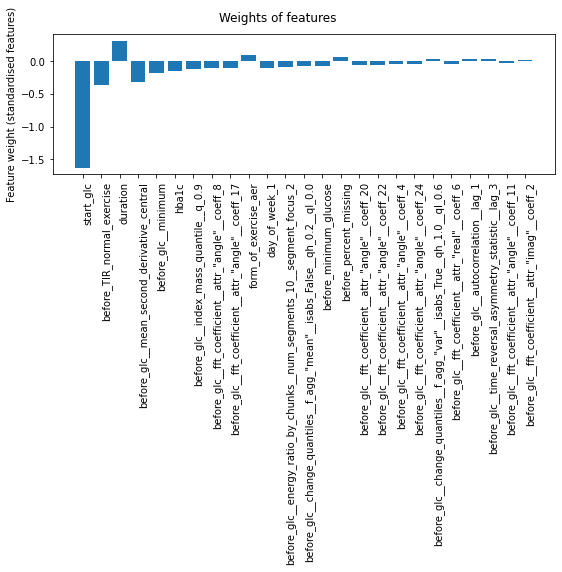 Weights of features
Feature weight (standardised features)
0.0
−0.5
−1.0
−1.5
start_glc
before_TIR_normal_exercise
duration
before_glc__mean_second_derivative_central
before_glc__minimum
hba1c
before_glc__index_mass_quantile__q_0.9
before_glc__fft_coefficient__attr_"angle"__coeff_8
before_glc__fft_coefficient__attr_"angle"__coeff_17
form_of_exercise_aer
day_of_week_1
before_glc__energy_ratio_by_chunks__num_segments_10__segment_focus_2
before_glc__change_quantiles__f_agg_"mean"__isabs_False__qh_0.2__ql_0.0
before_minimum_glucose
before_percent_missing
before_glc__fft_coefficient__attr_"angle"__coeff_20
before_glc__fft_coefficient__attr_"angle"__coeff_22
before_glc__fft_coefficient__attr_"angle"__coeff_4
before_glc__fft_coefficient__attr_"angle"__coeff_24
before_glc__change_quantiles__f_agg_"var"__isabs_True__qh_1.0__ql_0.6
before_glc__fft_coefficient__attr_"real"__coeff_6
before_glc__autocorrelation__lag_1
before_glc__time_reversal_asymmetry_statistic__lag_3
before_glc__fft_coefficient__attr_"angle"__coeff_11
before_glc__fft_coefficient__attr_"imag"__coeff_2